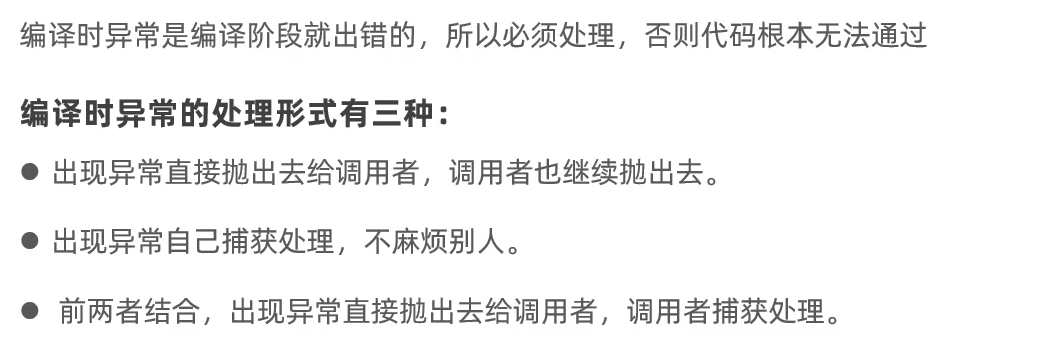 编译时异常是编译阶段就出错的，所以必须处理，否则代码根本无法通过
编译时异常的处理形式有三种：
● 出现异常直接抛出去给调用者，调用者也继续抛出去。
● 出现异常自己捕获处理，不麻烦别人。
● 前两者结合，出现异常直接抛出去给调用者，调用者捕获处理。